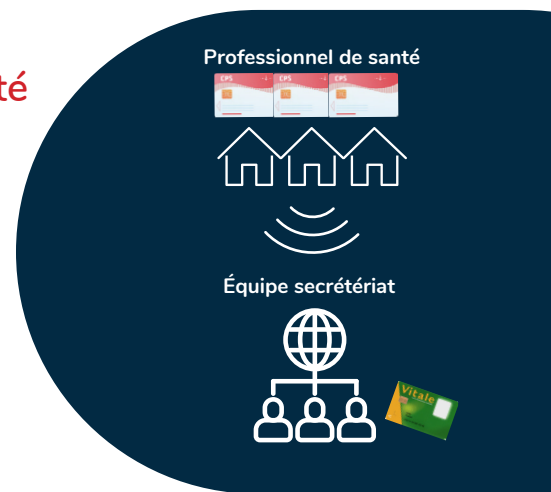 té
Professionnel de santé
CPS CPS CPS
Équipe secrétériat
Vitale